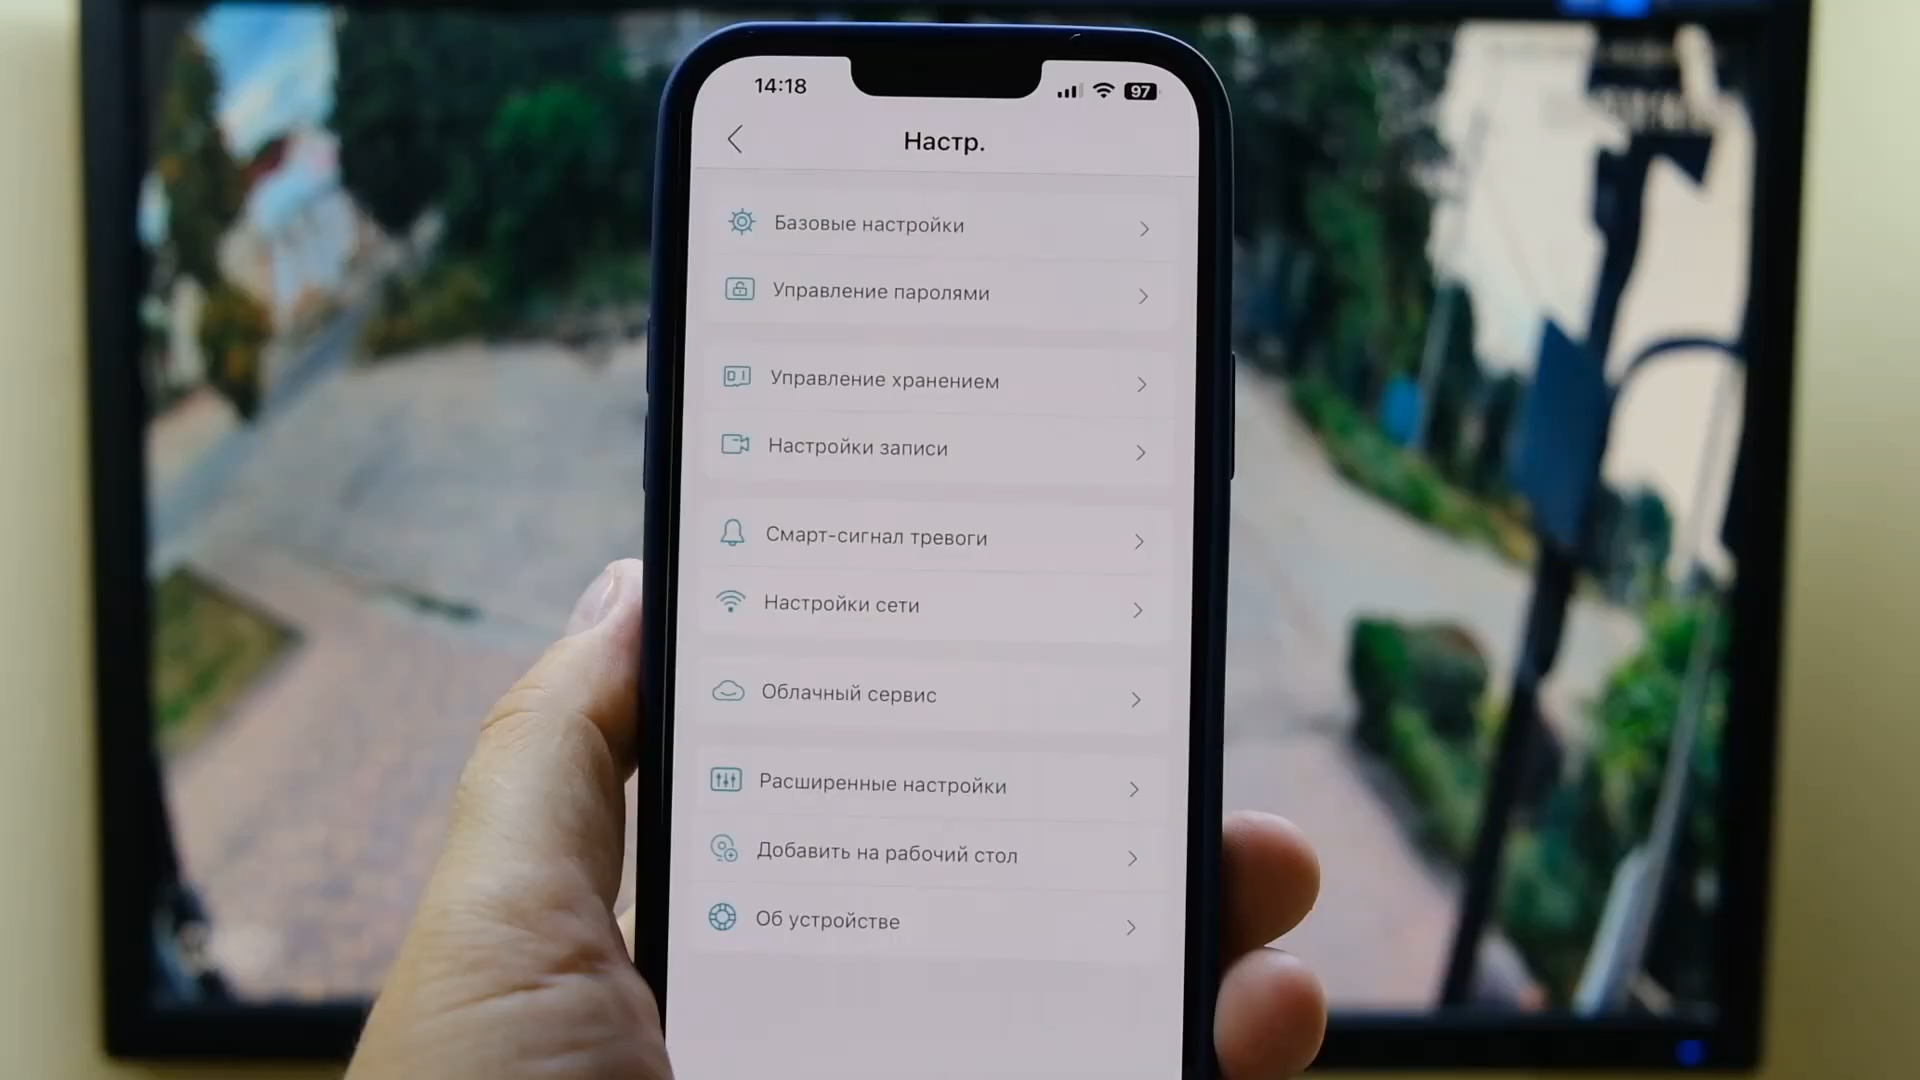 14:18
97
Настр.
Базовые настройки
Управление паролями
Управление хранением
Настройки записи
Смарт-сигнал тревоги
Настройки сети
Облачный сервис
Расширенные настройки
Добавить на рабочий стол
Об устройстве